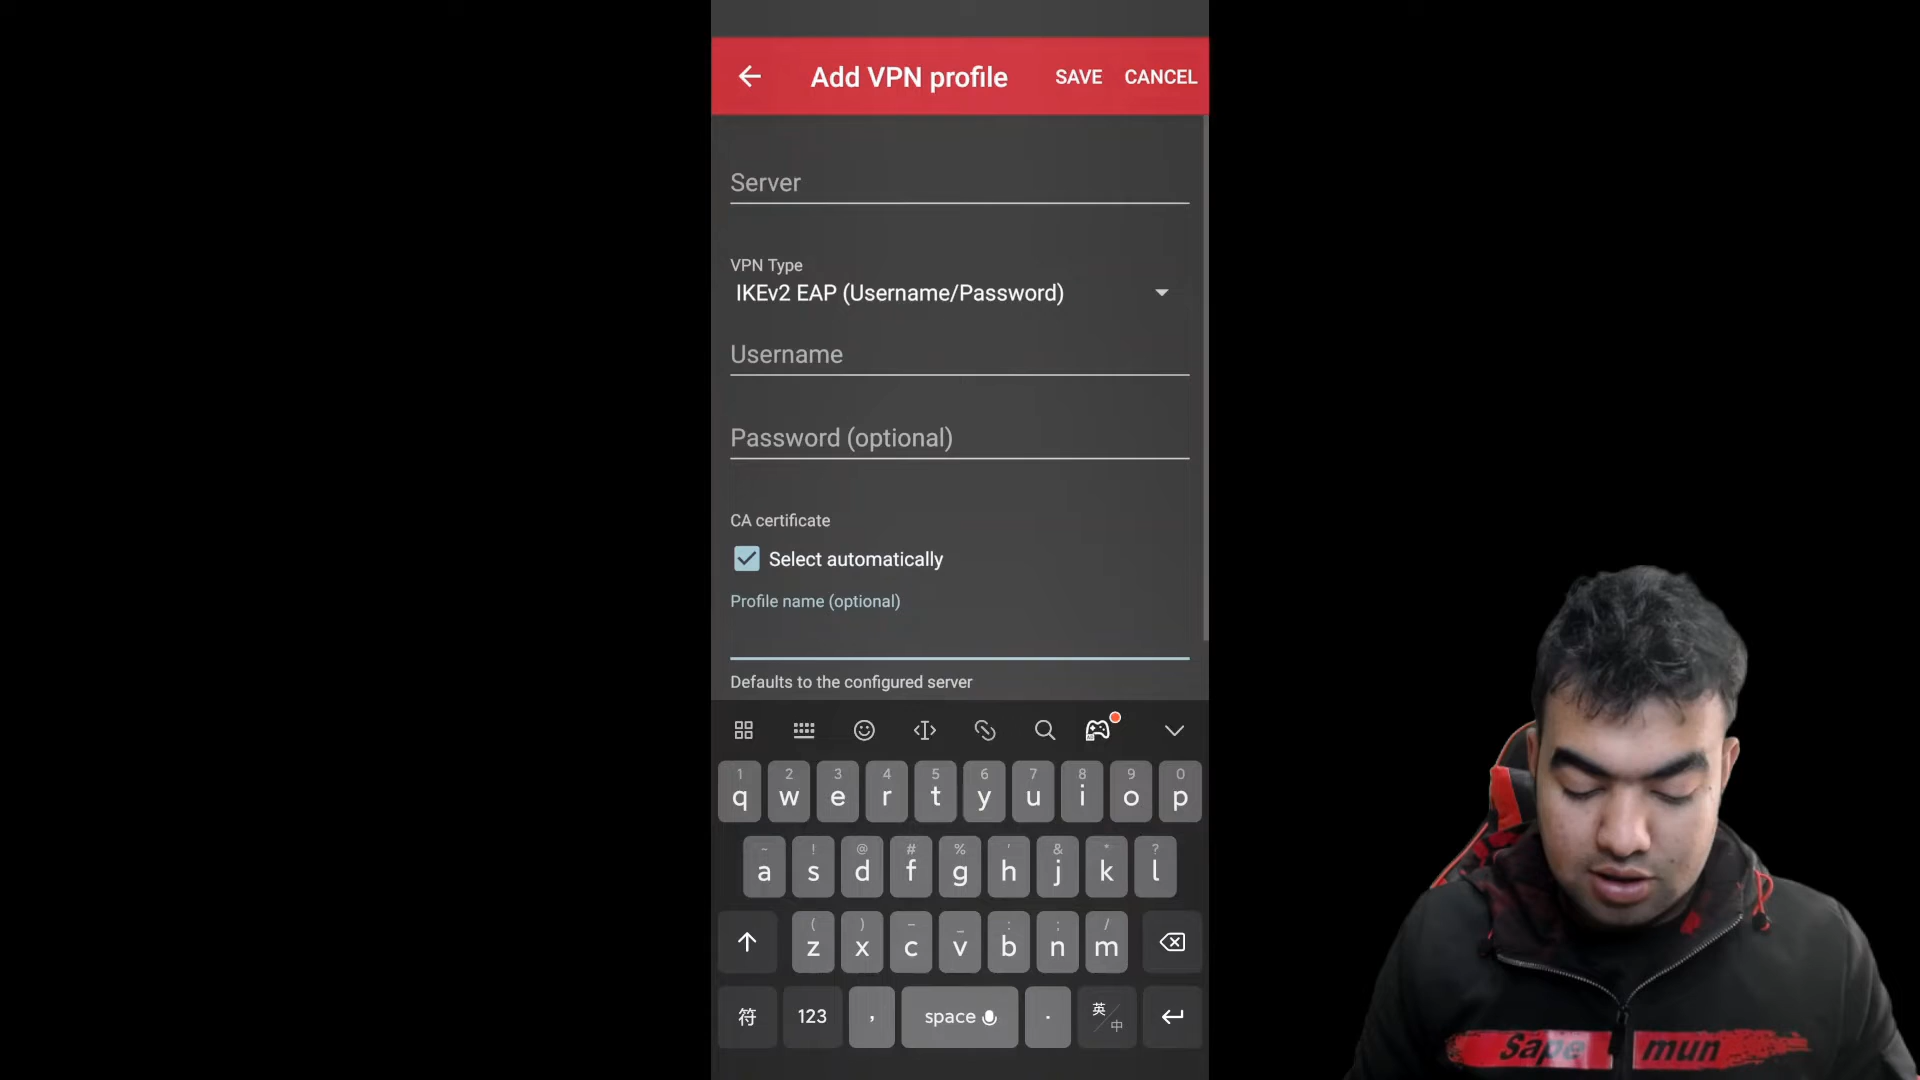 Add VPN profile SAVE CANCEL
Server
VPN Type
IKEv2 EAP (Username/Password)
Username
Password (optional)
CA certificate
Select automatically
Profile name (optional)
Defaults to the configured server
1 2 3 4 5 6 7 8 9 0
q w e r t y u i o p
~ ! @ # % ' & * ?
a s d f g h j k l
( ) - _ : ; /
z x c v b n m
符 123 , space . 英/中
Sape mun